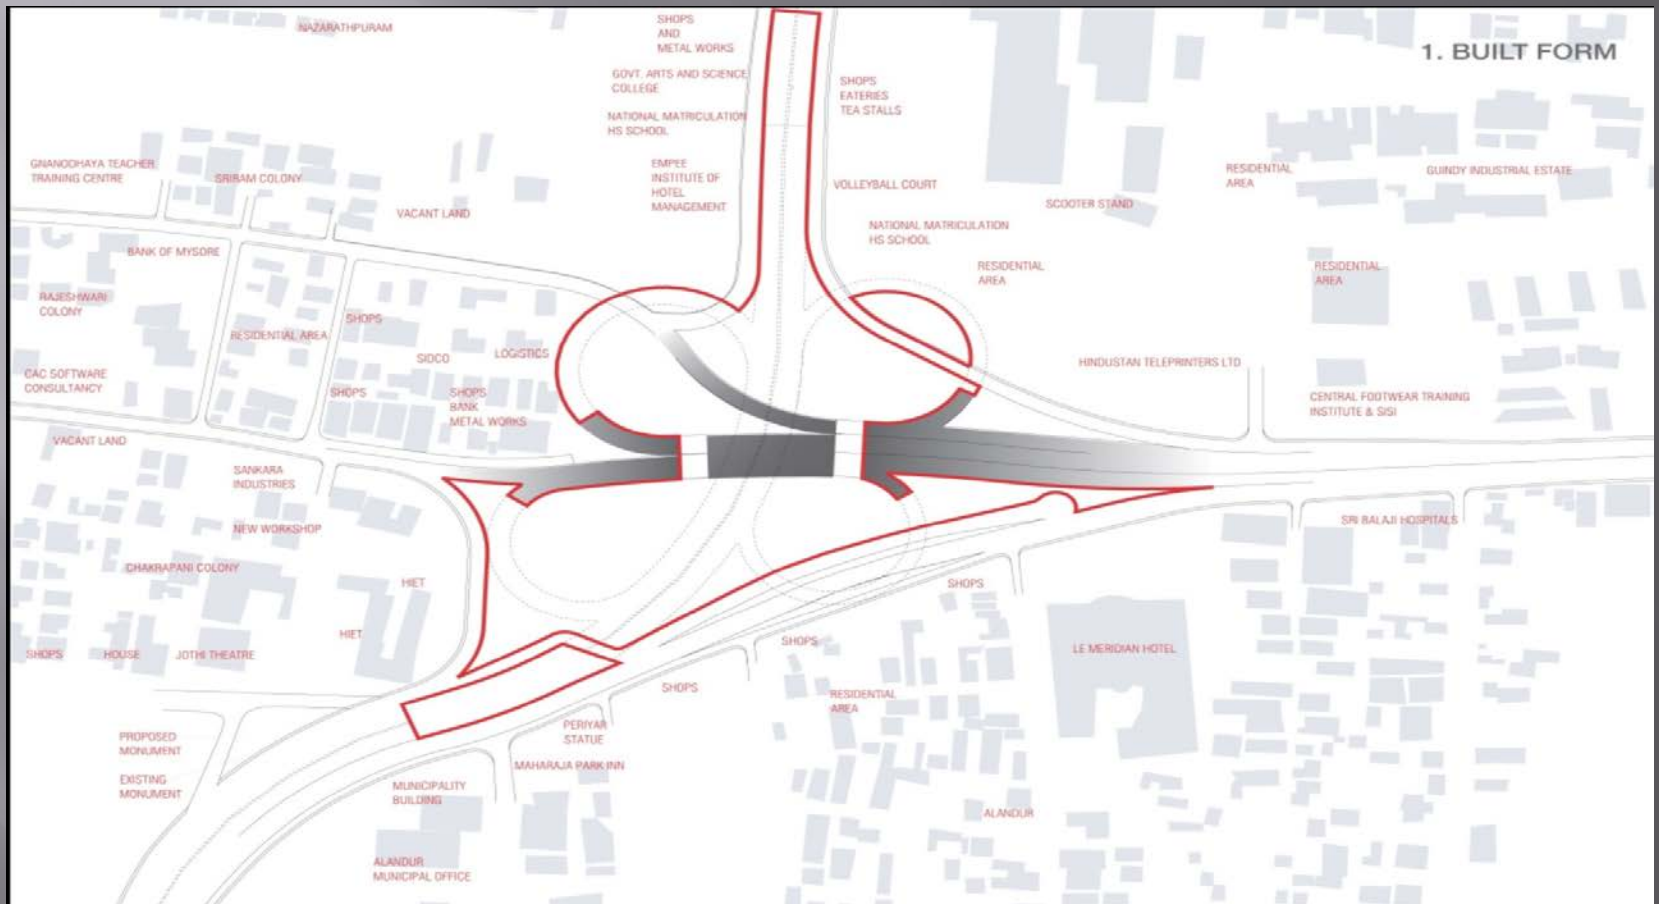 1. BUILT FORM
NAZARATHPURAM
SHOPS
AND
METAL WORKS
GOVT. ARTS AND SCIENCE
COLLEGE
NATIONAL MATRICULATION
HS SCHOOL
EMPEE
INSTITUTE OF
HOTEL
MANAGEMENT
SHOPS
EATERIES
TEA STALLS
VOLLEYBALL COURT
NATIONAL MATRICULATION
HS SCHOOL
RESIDENTIAL
AREA
SCOOTER STAND
RESIDENTIAL
AREA
GUINDY INDUSTRIAL ESTATE
RESIDENTIAL
AREA
GNANODHAYA TEACHER
TRAINING CENTRE
SRIRAM COLONY
VACANT LAND
BANK OF MYSORE
RAJESHWARI
COLONY
SHOPS
RESIDENTIAL AREA
SIDCO
LOGISTICS
CAC SOFTWARE
CONSULTANCY
SHOPS
SHOPS
BANK
METAL WORKS
HINDUSTAN TELEPRINTERS LTD
CENTRAL FOOTWEAR TRAINING
INSTITUTE & SISI
VACANT LAND
SANKARA
INDUSTRIES
NEW WORKSHOP
SRI BALAJI HOSPITALS
CHAKRAPANI COLONY
HIET
HIET
SHOPS
HOUSE
JOTHI THEATRE
SHOPS
SHOPS
LE MERIDIAN HOTEL
SHOPS
RESIDENTIAL
AREA
PERIYAR
STATUE
PROPOSED
MONUMENT
MAHARAJA PARK INN
EXISTING
MONUMENT
MUNICIPALITY
BUILDING
ALANDUR
ALANDUR
MUNICIPAL OFFICE